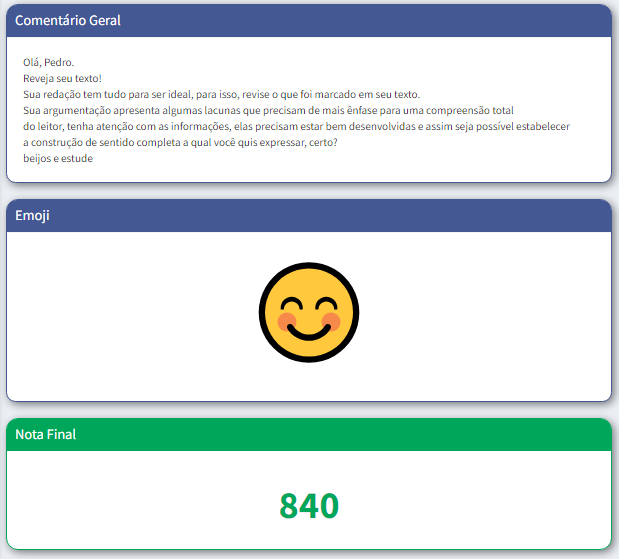 Comentário Geral
Olá, Pedro.
Reveja seu texto!
Sua redação tem tudo para ser ideal, para isso, revise o que foi marcado em seu texto.
Sua argumentação apresenta algumas lacunas que precisam de mais ênfase para uma compreensão total
do leitor, tenha atenção com as informações, elas precisam estar bem desenvolvidas e assim seja possível estabelecer
a construção de sentido completa a qual você quis expressar, certo?
beijos e estude
Emoji
Nota Final
840